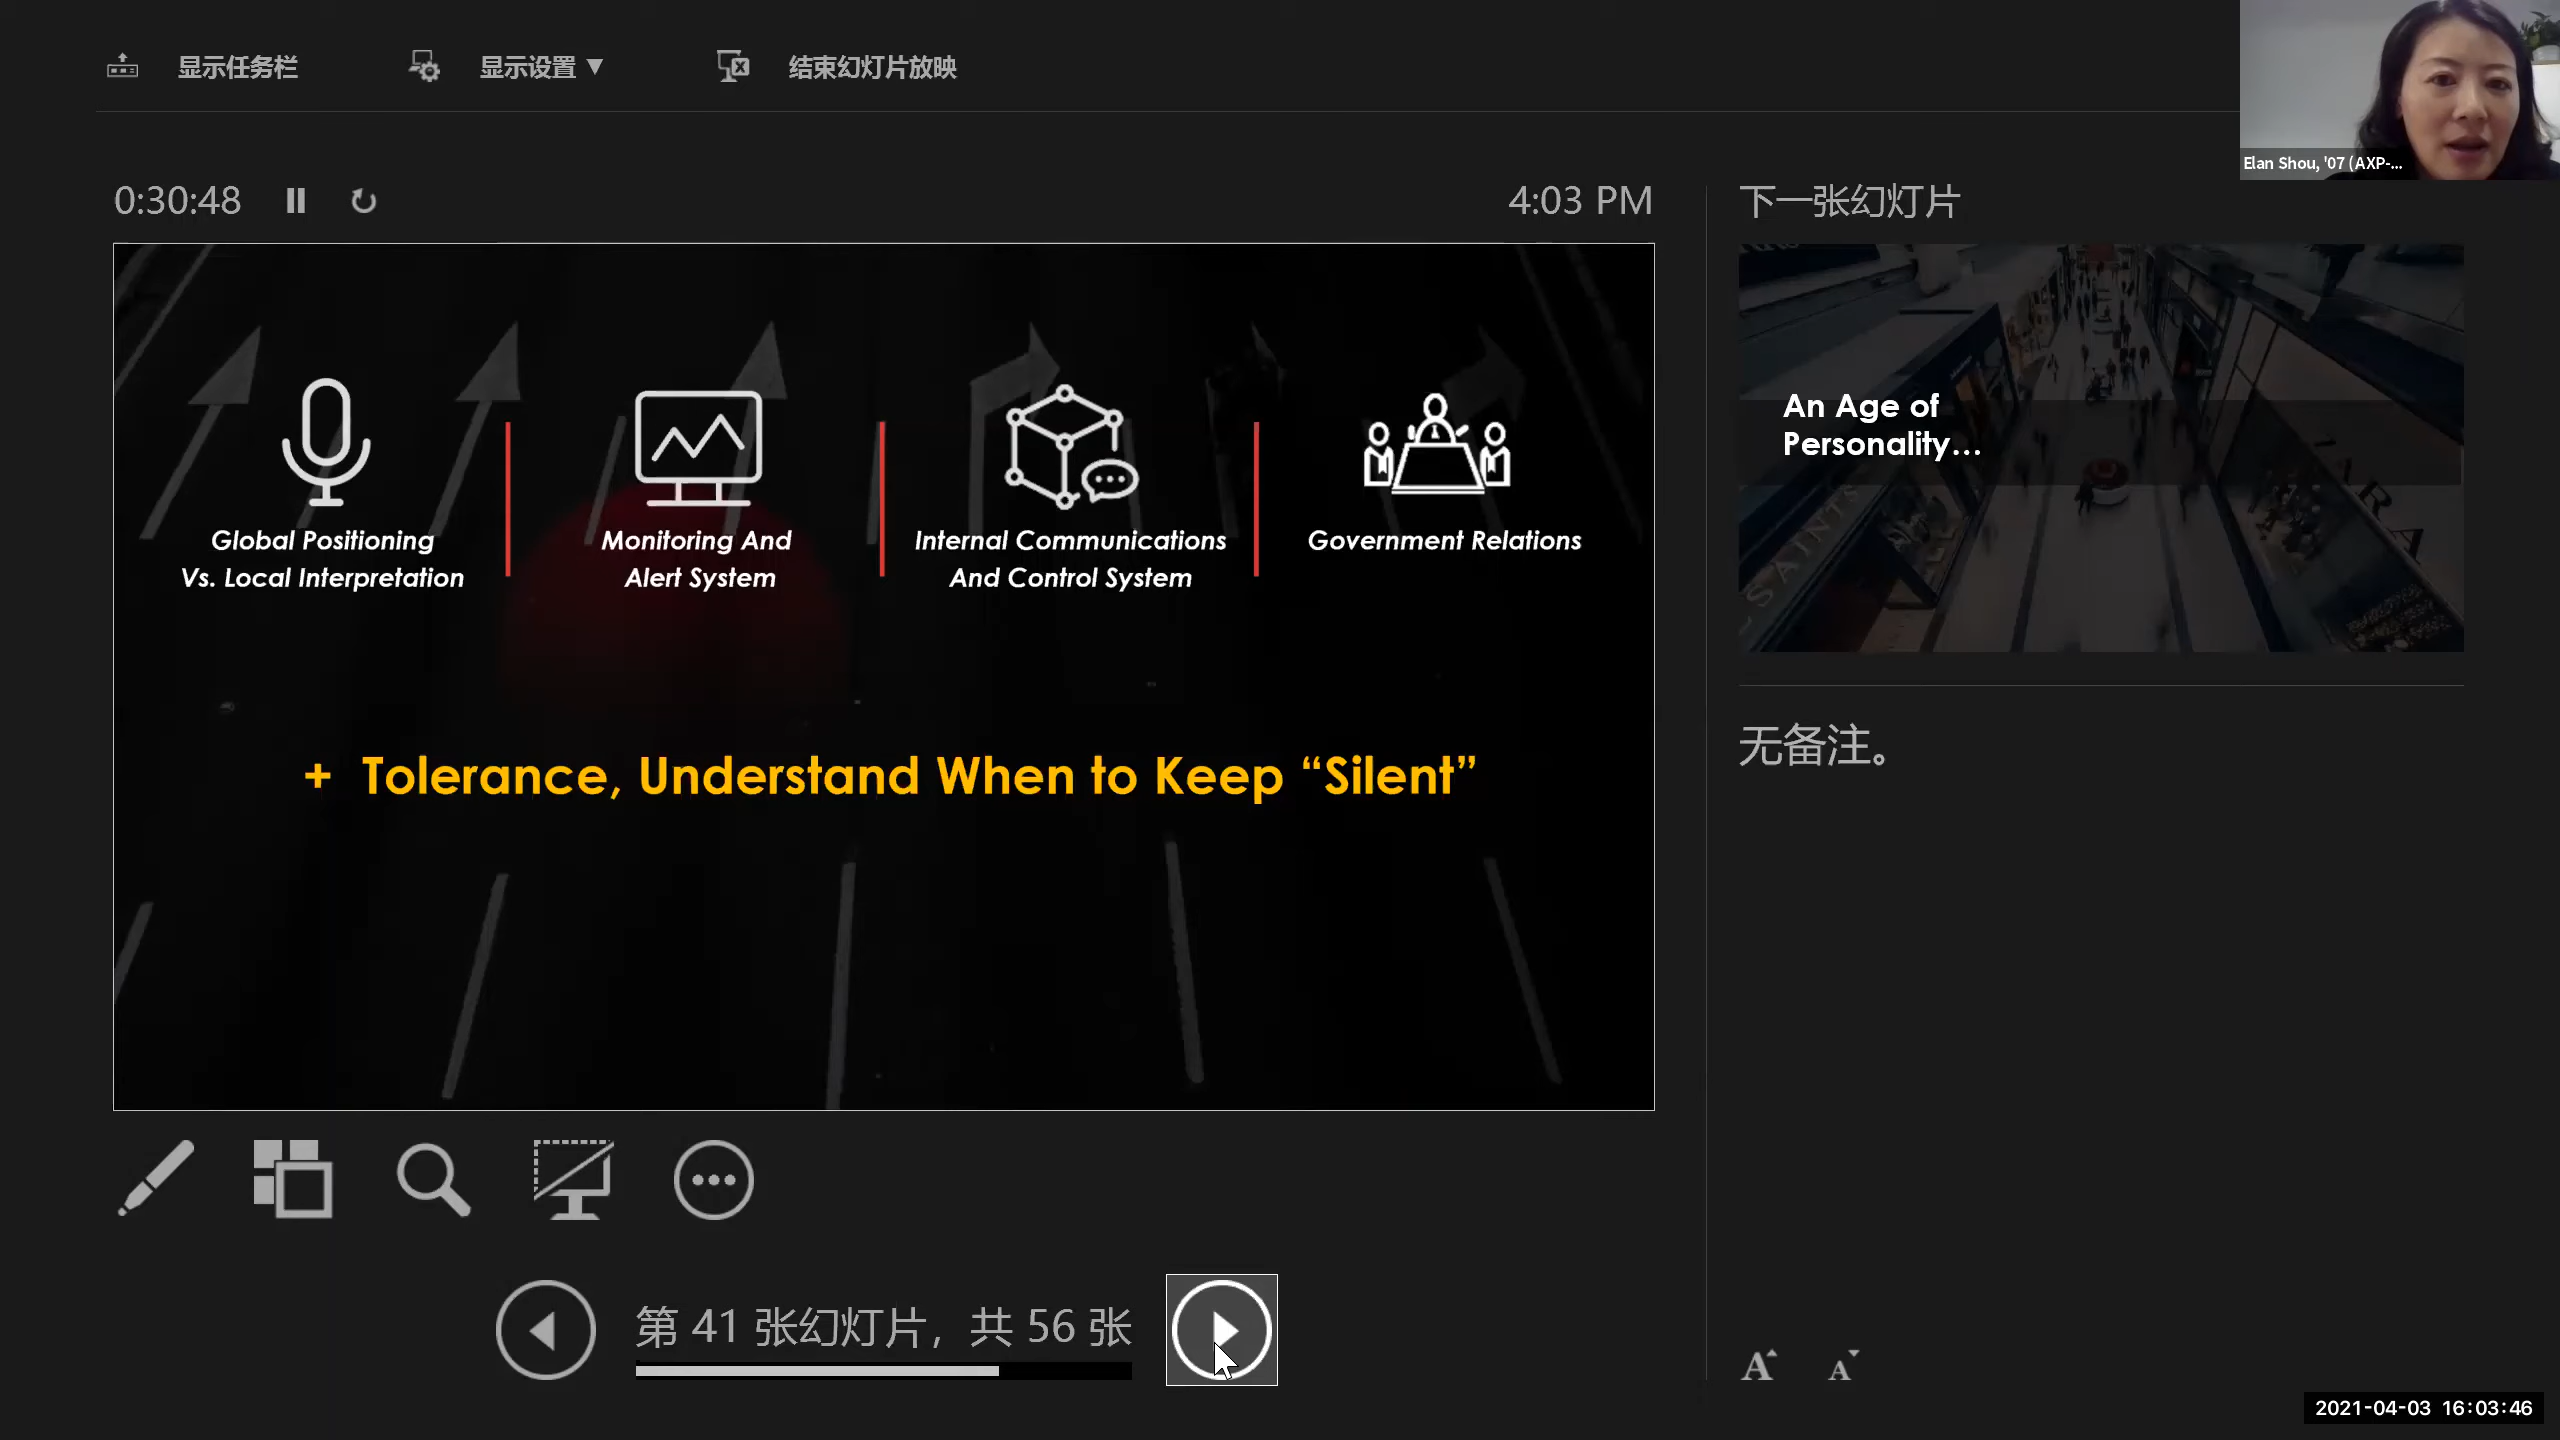 显示任务栏
显示设置 ▼
结束幻灯片放映
Elan Shou, '07 (AXP-...
0:30:48
4:03 PM
下一张幻灯片
Global Positioning
Vs. Local Interpretation
Monitoring And
Alert System
Internal Communications
And Control System
Government Relations
+ Tolerance, Understand When to Keep “Silent”
An Age of
Personality...
SAINTS
无备注。
第 41 张幻灯片，共 56 张
A
A
2021-04-03 16:03:46